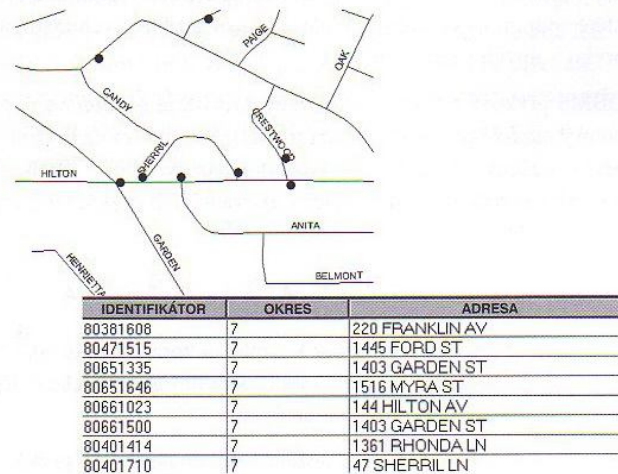 PAIGE
OAK
CANDY
CRESTWOOD
SHERRIL
HILTON
ANITA
GARDEN
HENRIETTA
BELMONT
IDENTIFIKÁTOR OKRES ADRESA
80381608 7 220 FRANKLIN AV
80471515 7 1445 FORD ST
80651335 7 1403 GARDEN ST
80651646 7 1516 MYRA ST
80661023 7 144 HILTON AV
80661500 7 1403 GARDEN ST
80401414 7 1361 RHONDA LN
80401710 7 47 SHERRIL LN